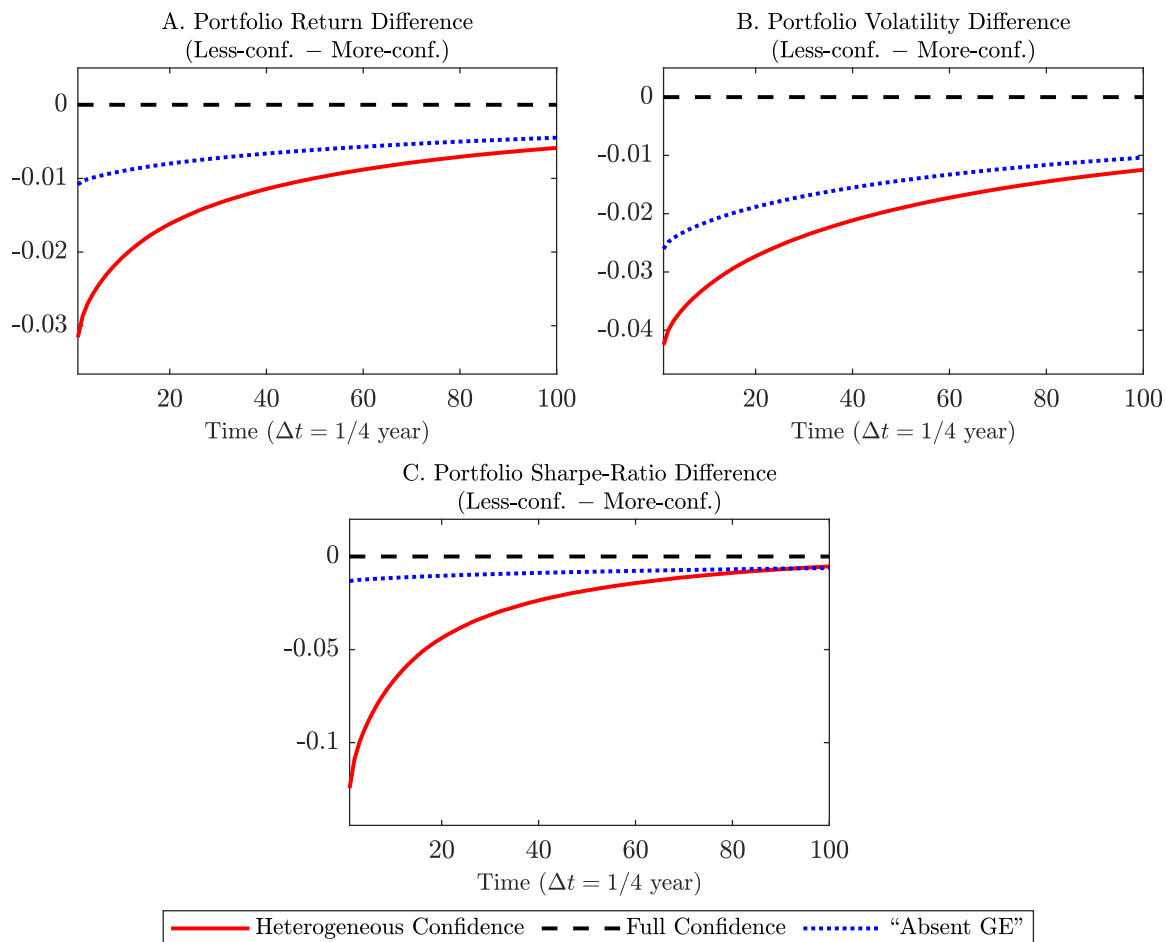 A. Portfolio Return Difference
(Less-conf. − More-conf.)
0
-0.01
-0.02
-0.03
20 40 60 80 100
Time (Δt = 1/4 year)
B. Portfolio Volatility Difference
(Less-conf. − More-conf.)
0
-0.01
-0.02
-0.03
-0.04
20 40 60 80 100
Time (Δt = 1/4 year)
C. Portfolio Sharpe-Ratio Difference
(Less-conf. − More-conf.)
0
-0.05
-0.1
20 40 60 80 100
Time (Δt = 1/4 year)
Heterogeneous Confidence Full Confidence “Absent GE”